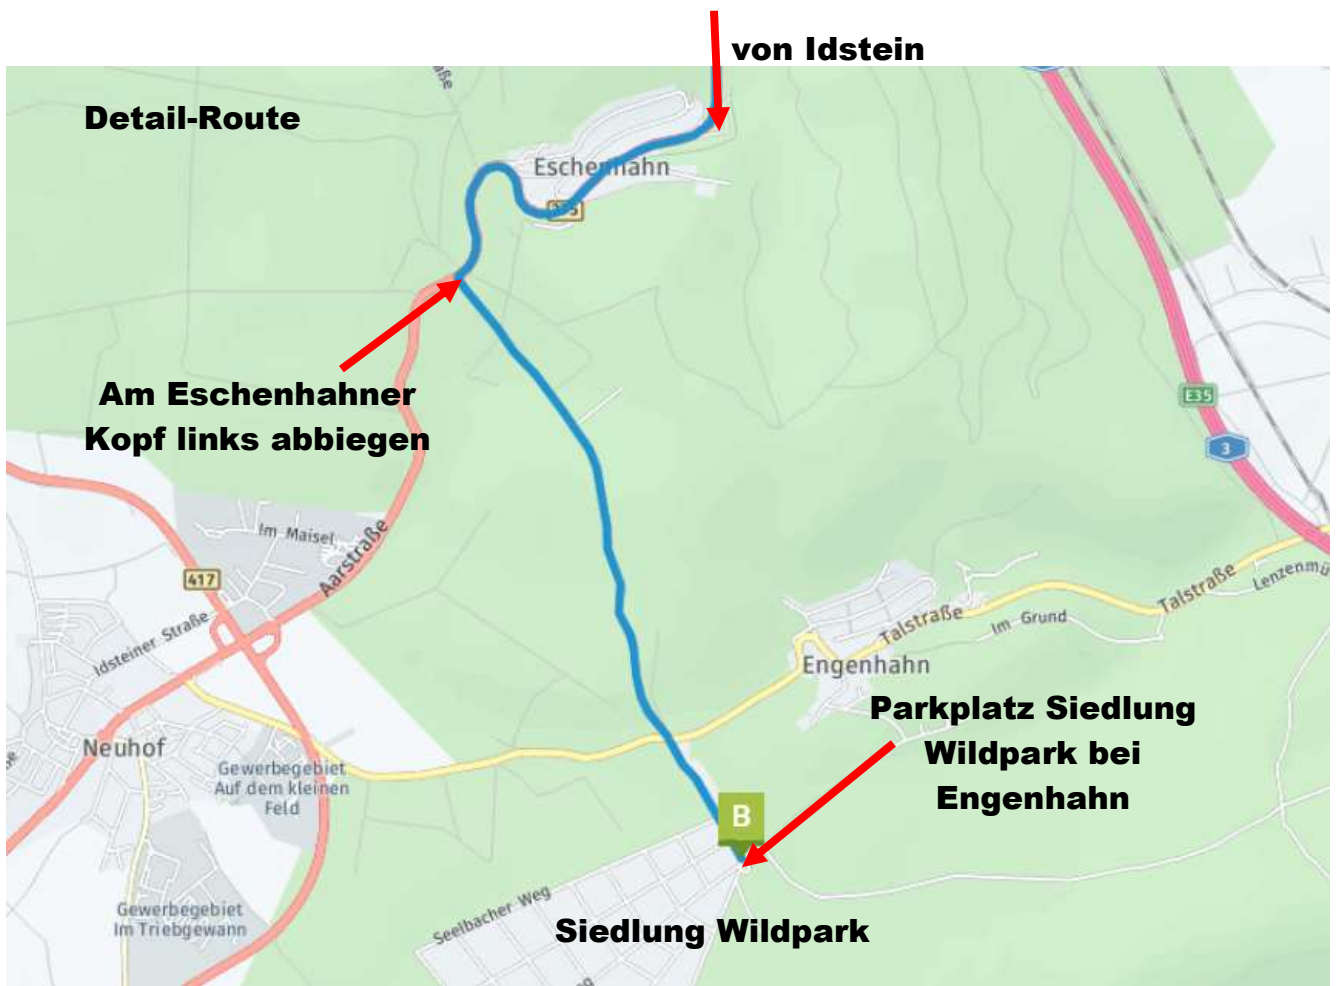 von Idstein
Detail-Route
Eschenhahn
Am Eschenhahner
Kopf links abbiegen
E35
3
Im Maisel
Aarstraße
417
Idsteiner Straße
Talstraße
Talstraße
Im Grund
Engenhahn
Neuhof
Gewerbegebiet
Auf dem kleinen
Feld
Parkplatz Siedlung
Wildpark bei
Engenhahn
B
Gewerbegebiet
Im Triebgewann
Seelbacher Weg
Siedlung Wildpark